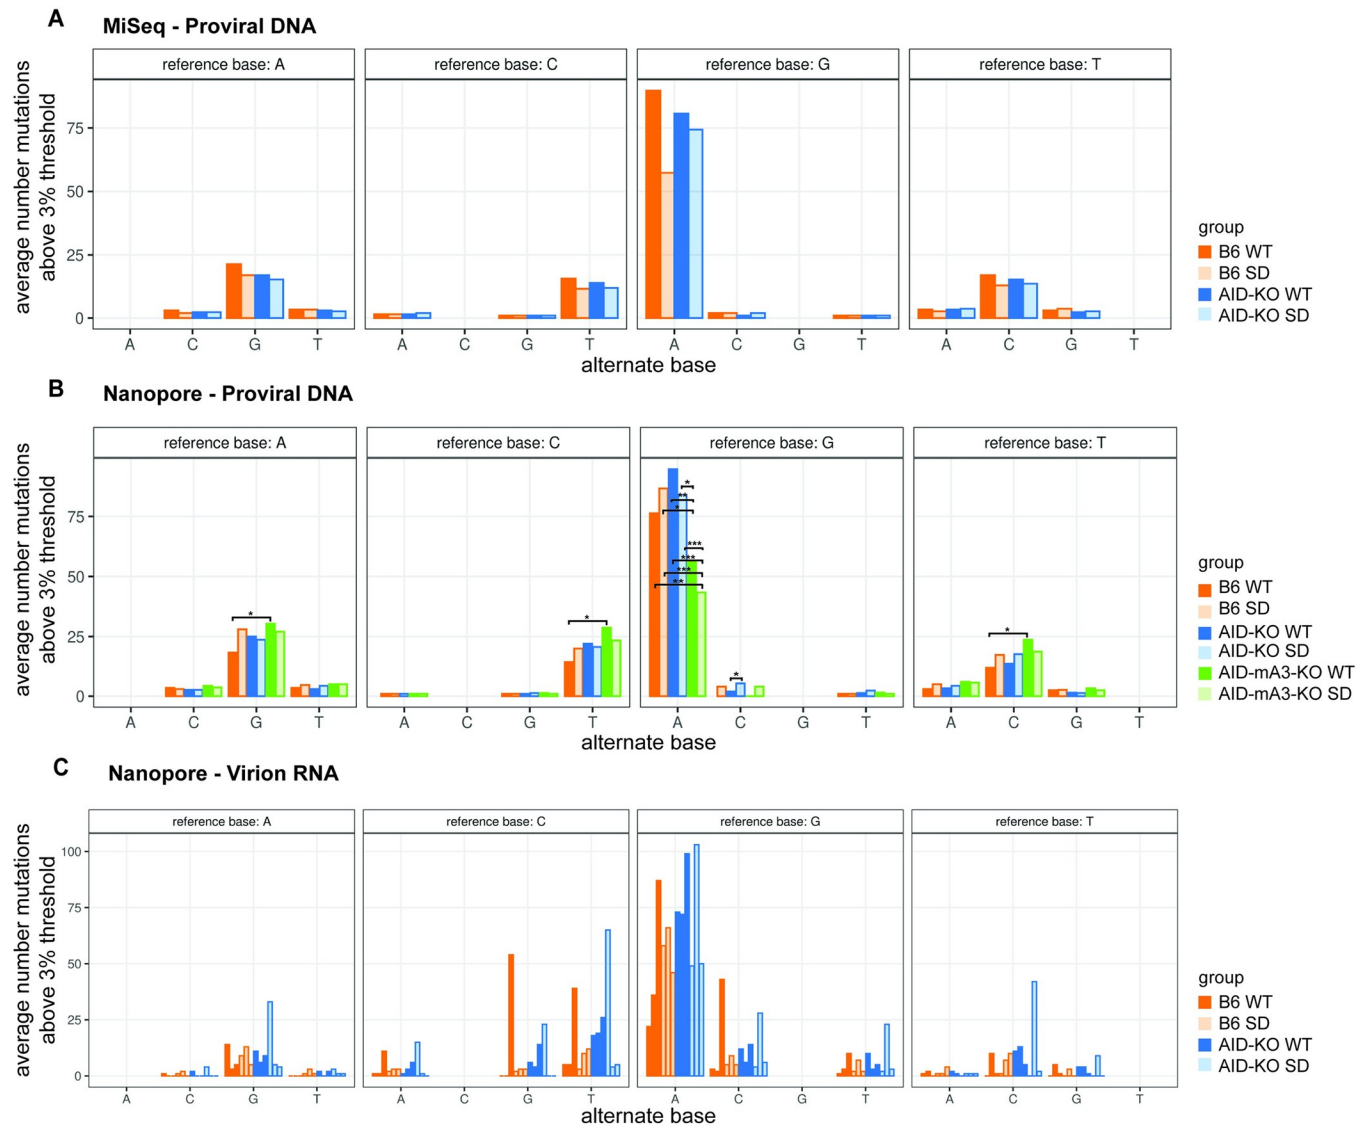 A
MiSeq - Proviral DNA
average number mutations
above 3% threshold
reference base: A
reference base: C
reference base: G
reference base: T
75
50
25
0
A C G T
A C G T
A C G T
A C G T
alternate base
group
B6 WT
B6 SD
AID-KO WT
AID-KO SD
B
Nanopore - Proviral DNA
average number mutations
above 3% threshold
reference base: A
reference base: C
reference base: G
reference base: T
75
50
25
0
*
*
*
**
*
***
***
***
**
*
*
A C G T
A C G T
A C G T
A C G T
alternate base
group
B6 WT
B6 SD
AID-KO WT
AID-KO SD
AID-mA3-KO WT
AID-mA3-KO SD
C
Nanopore - Virion RNA
average number mutations
above 3% threshold
reference base: A
reference base: C
reference base: G
reference base: T
100
75
50
25
0
A C G T
A C G T
A C G T
A C G T
alternate base
group
B6 WT
B6 SD
AID-KO WT
AID-KO SD